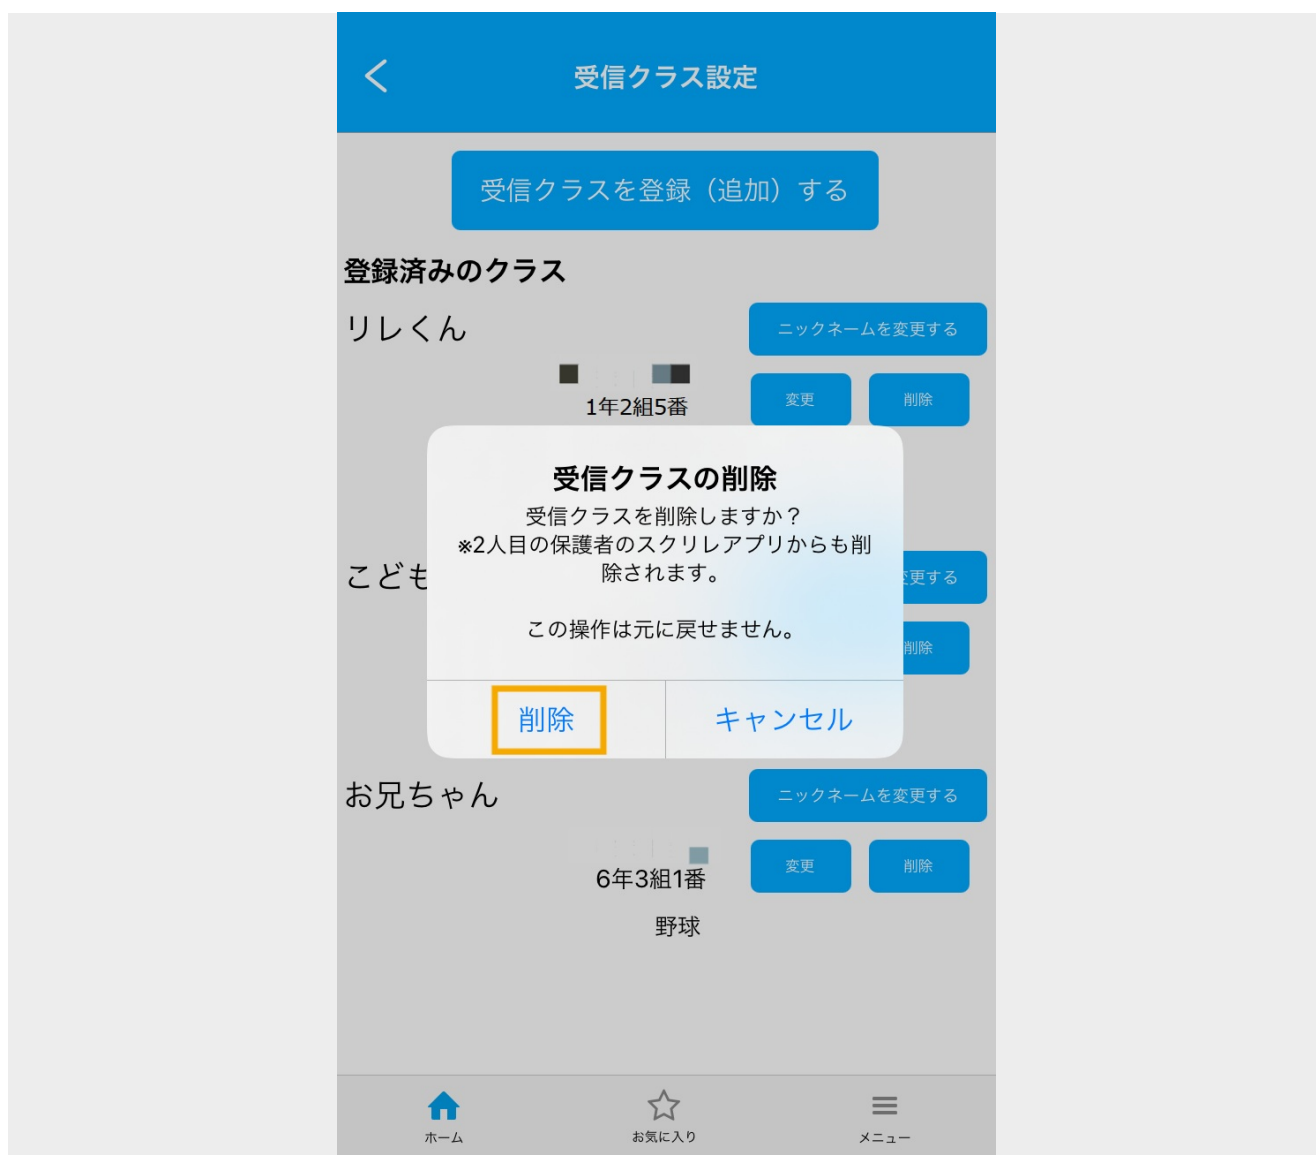 受信クラス設定
受信クラスを登録（追加）する
登録済みのクラス
リレくん
ニックネームを変更する
1年2組5番
変更
削除
受信クラスの削除
受信クラスを削除しますか？
※2人目の保護者のスクリレアプリからも削
除されます。
この操作は元に戻せません。
削除
キャンセル
こども
変更する
削除
お兄ちゃん
ニックネームを変更する
6年3組1番
変更
削除
野球
ホーム
お気に入り
メニュー